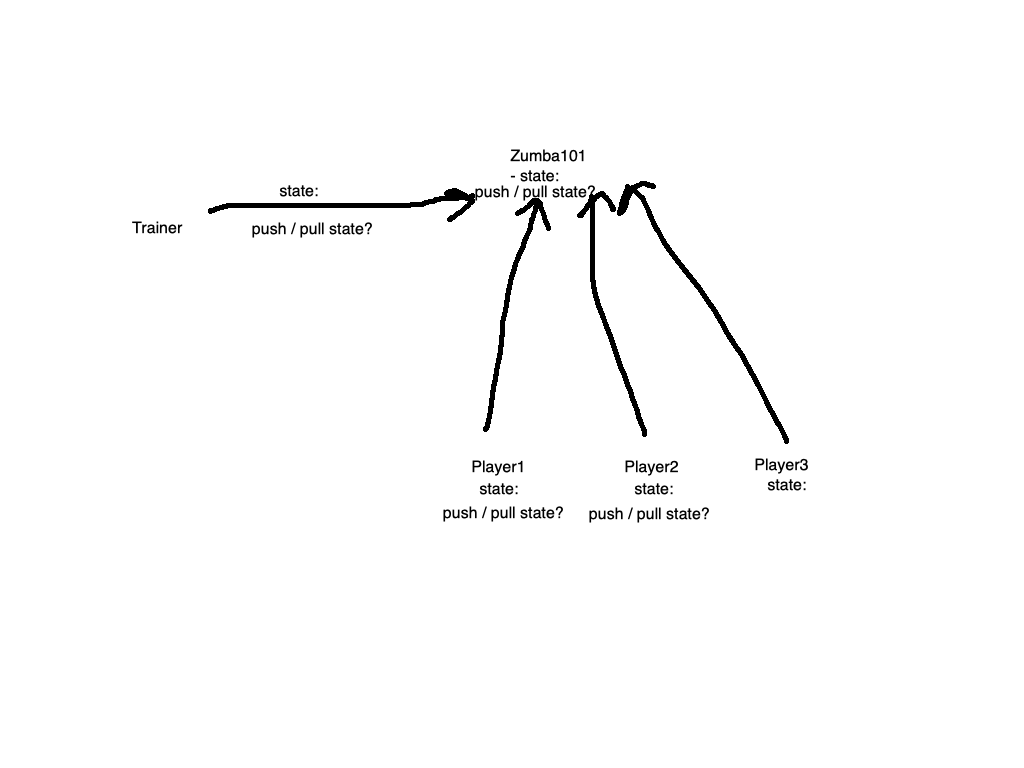 Zumba101
- state:
push / pull state?
state:
Trainer
push / pull state?
Player1
state:
push / pull state?
Player2
state:
push / pull state?
Player3
state: